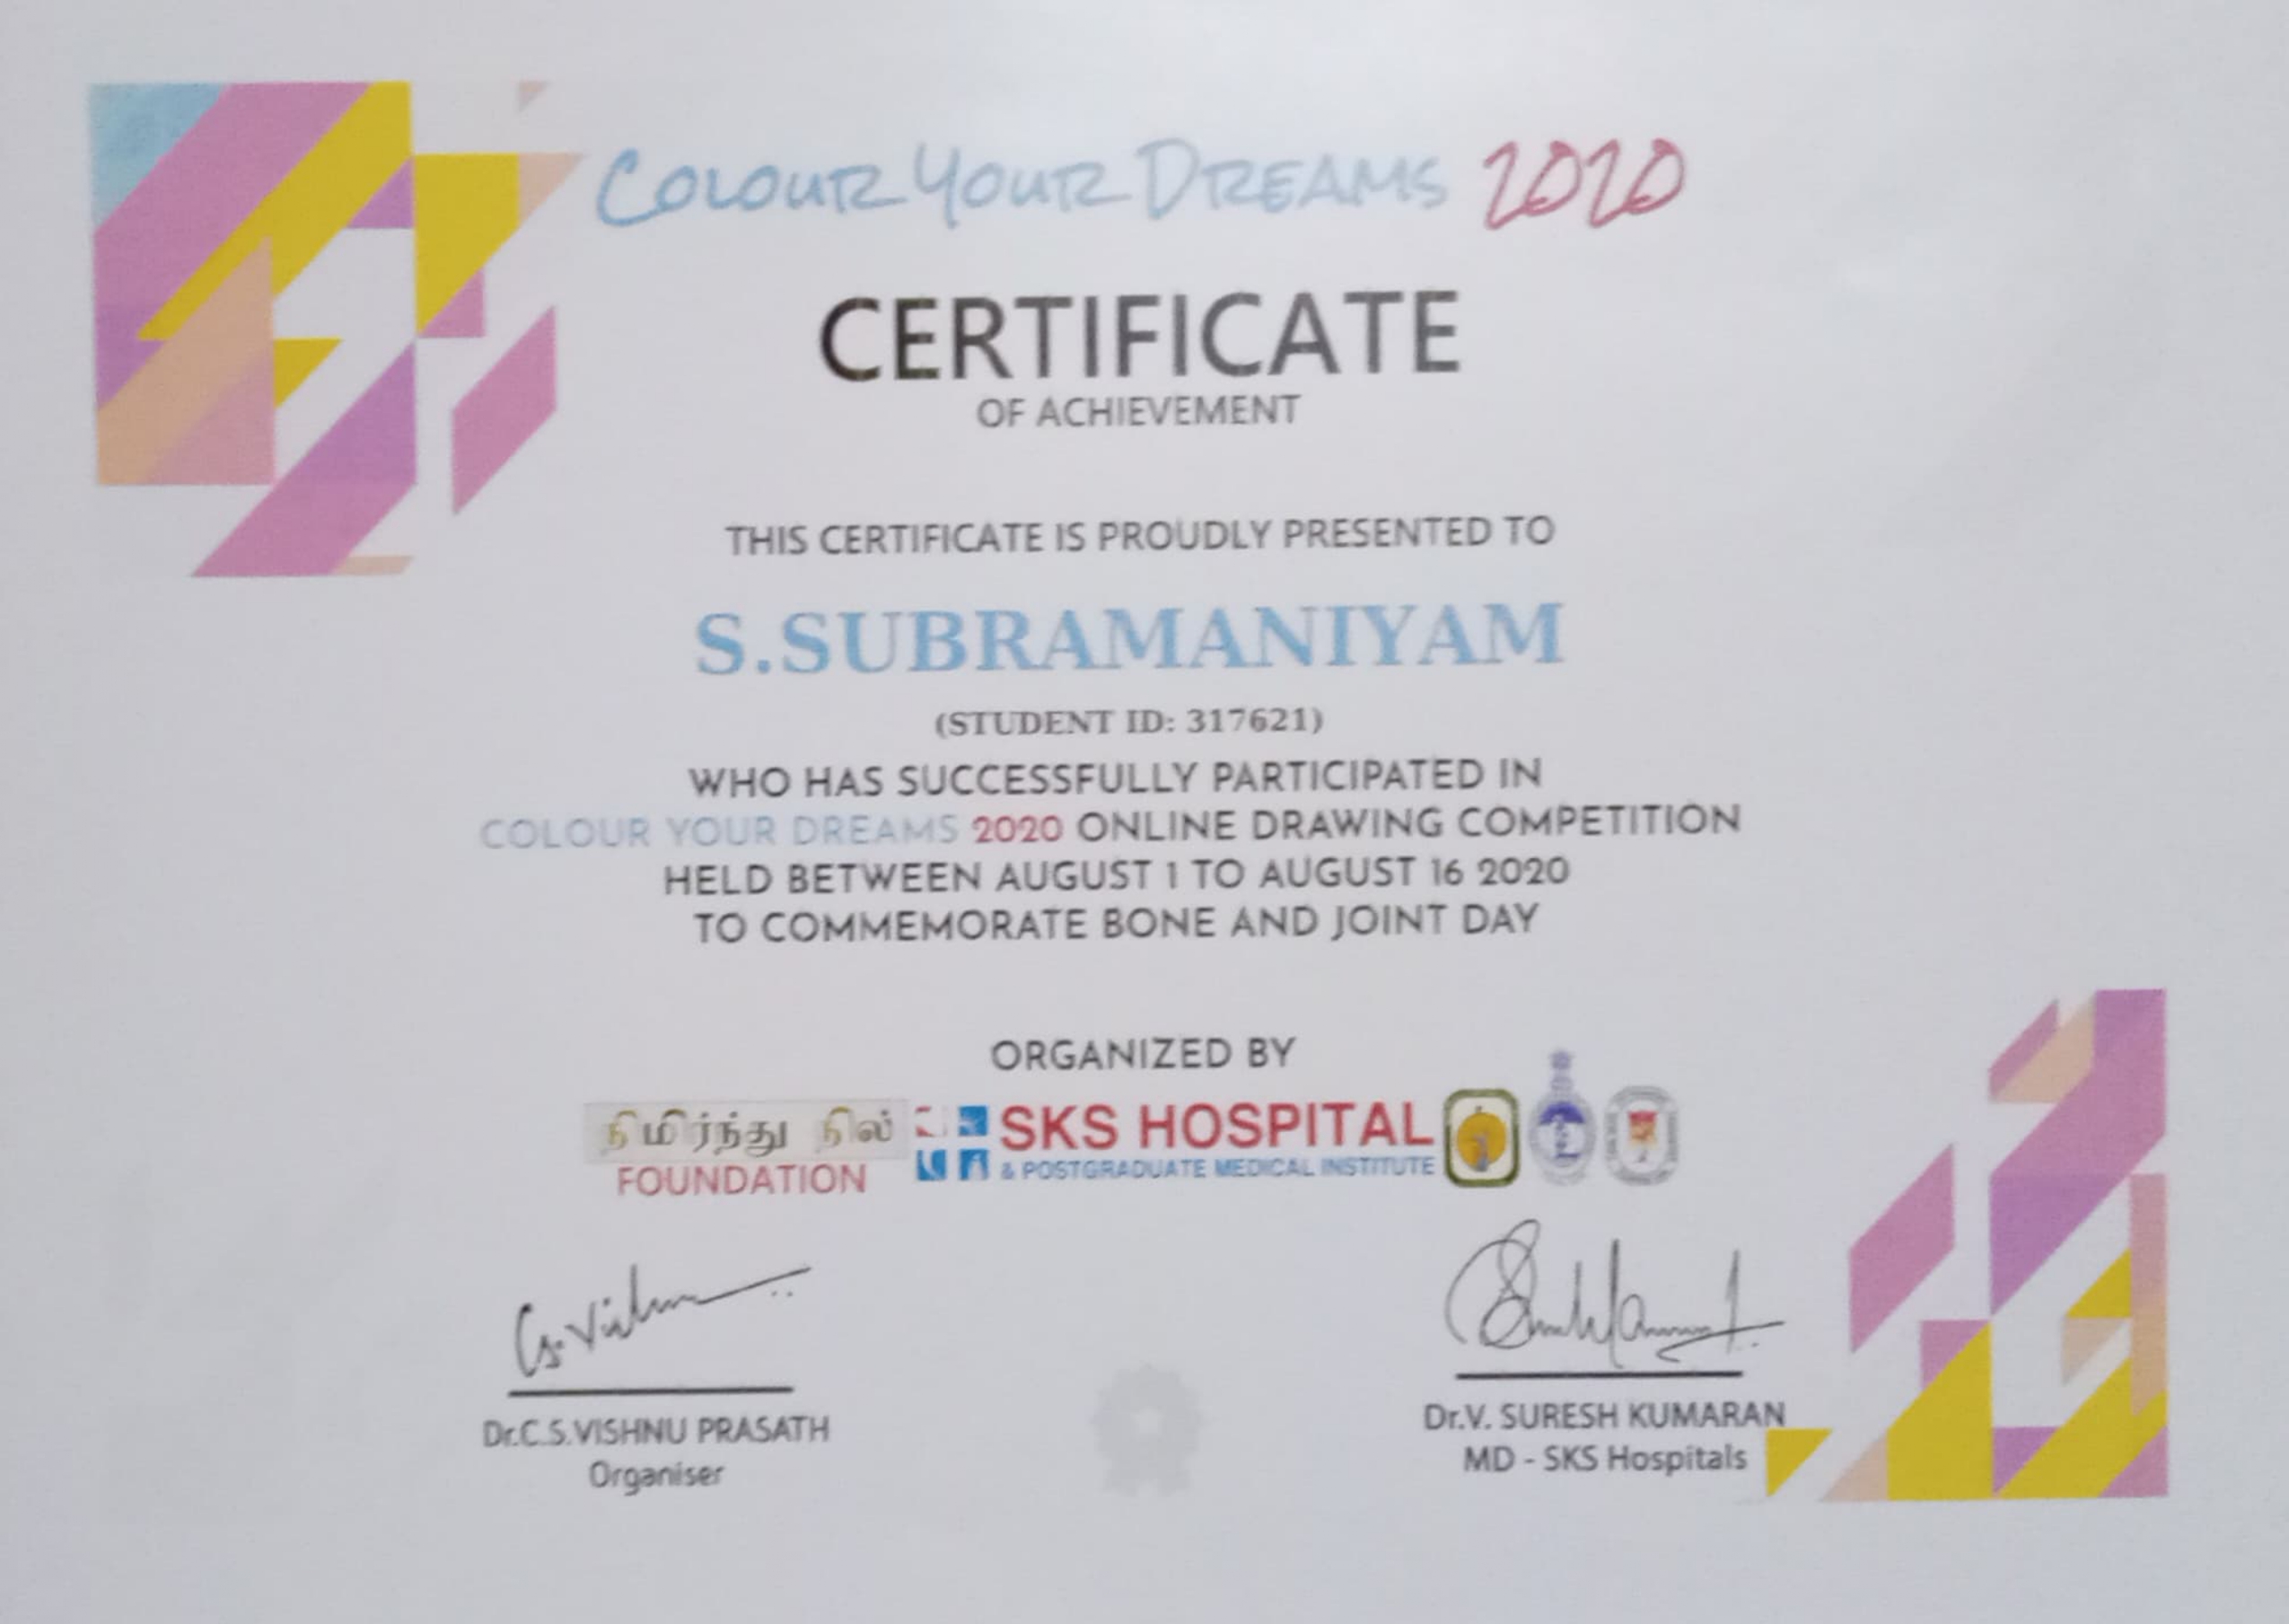 COLOUR YOUR DREAMS 2020
CERTIFICATE
OF ACHIEVEMENT
THIS CERTIFICATE IS PROUDLY PRESENTED TO
S.SUBRAMANIYAM
(STUDENT ID: 317621)
WHO HAS SUCCESSFULLY PARTICIPATED IN
COLOUR YOUR DREAMS 2020 ONLINE DRAWING COMPETITION
HELD BETWEEN AUGUST 1 TO AUGUST 16 2020
TO COMMEMORATE BONE AND JOINT DAY
ORGANIZED BY
நிமிர்ந்து நில்
FOUNDATION
SKS HOSPITAL
& POSTGRADUATE MEDICAL INSTITUTE
Dr.C.S.VISHNU PRASATH
Organiser
Dr.V. SURESH KUMARAN
MD - SKS Hospitals